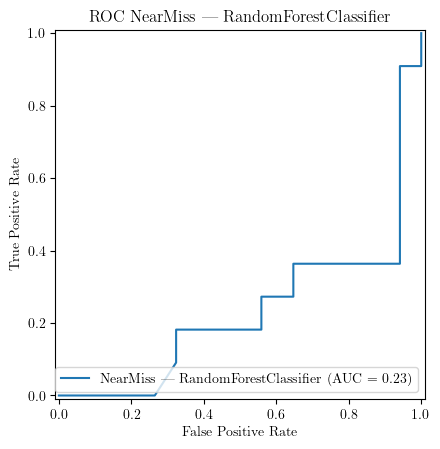 ROC NearMiss — RandomForestClassifier
1.0
0.8
0.6
0.4
0.2
0.0
True Positive Rate
NearMiss — RandomForestClassifier (AUC = 0.23)
0.0 0.2 0.4 0.6 0.8 1.0
False Positive Rate